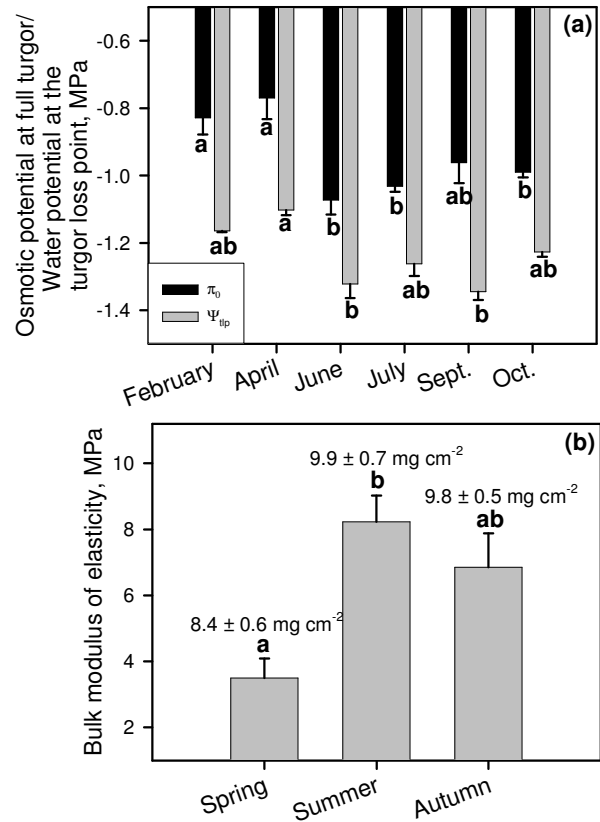 (a)
Osmotic potential at full turgor/
Water potential at the
turgor loss point, MPa
-0.6
-0.8
-1.0
-1.2
-1.4
a
ab
a
a
b
b
b
ab
ab
b
b
ab
π₀
Ψtlp
February
April
June
July
Sept.
Oct.
(b)
Bulk modulus of elasticity, MPa
10
8
6
4
2
8.4 ± 0.6 mg cm⁻²
a
9.9 ± 0.7 mg cm⁻²
b
9.8 ± 0.5 mg cm⁻²
ab
Spring
Summer
Autumn